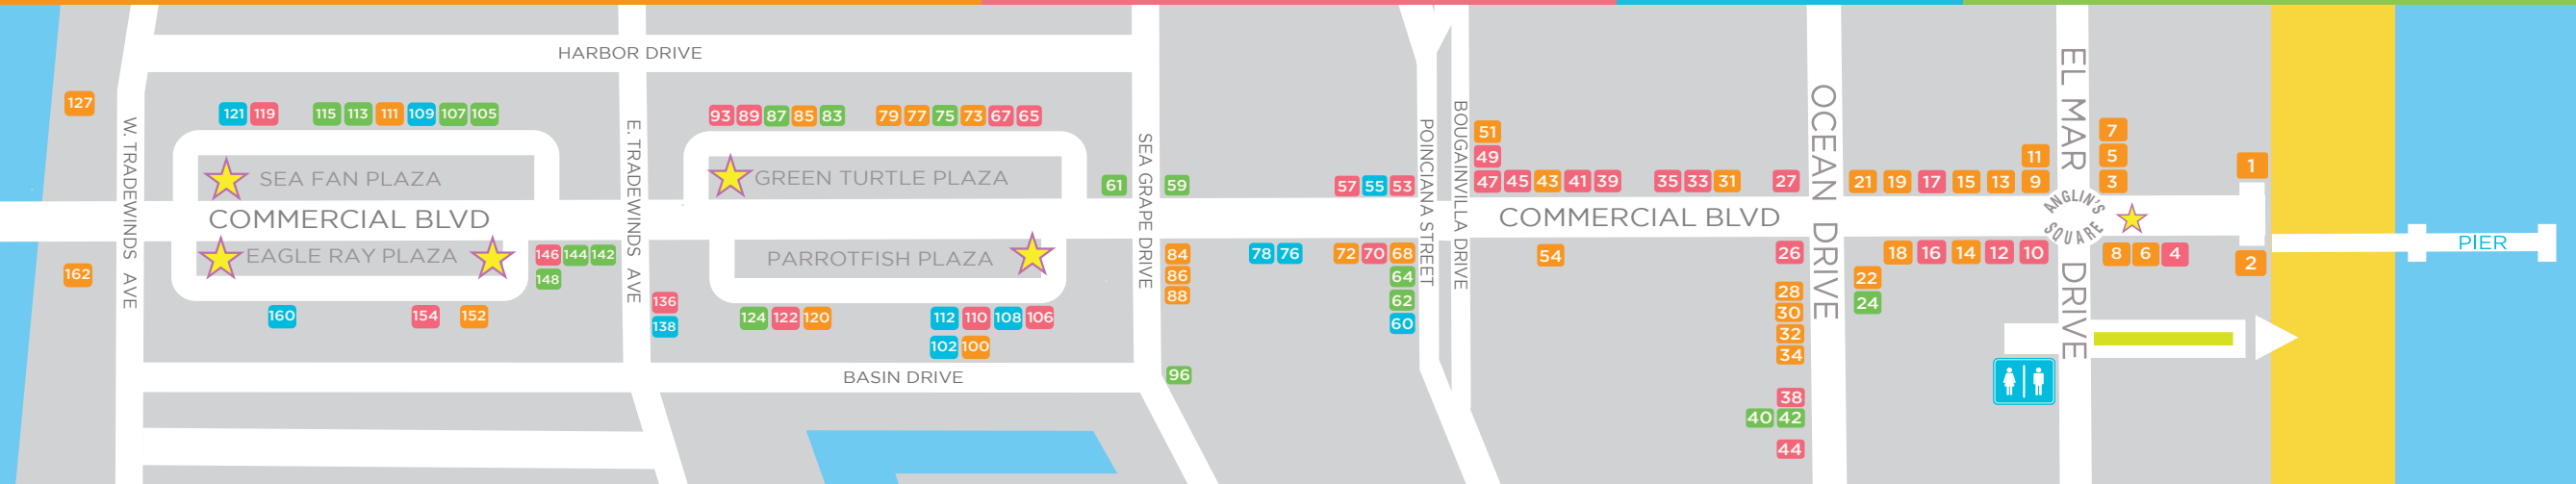 HARBOR DRIVE
127
121 119 115 113 111 109 107 105
93 89 87 85 83 79 77 75 73 67 65
W. TRADEWINDS AVE
E. TRADEWINDS AVE
SEA GRAPE DRIVE
POINCIANA STREET
BOUGAINVILLA DRIVE
OCEAN DRIVE
EL MAR DRIVE
51
49
47 45 43 41 39 35 33 31 27
21 19 17 15 13 9
11
7
5
3
1
SEA FAN PLAZA
GREEN TURTLE PLAZA
61 59 57 55 53
COMMERCIAL BLVD
COMMERCIAL BLVD
ANGLIN'S
SQUARE
EAGLE RAY PLAZA
PARROTFISH PLAZA
PIER
162
146 144 142
148
84
86
88
78 76 72 70 68
64
62
60
54
26
18 16 14 12 10
8 6 4
2
22
24
28
30
32
34
160 154 152
136
138
124 122 120 112 110 108 106
102 100
BASIN DRIVE
96
38
40 42
44